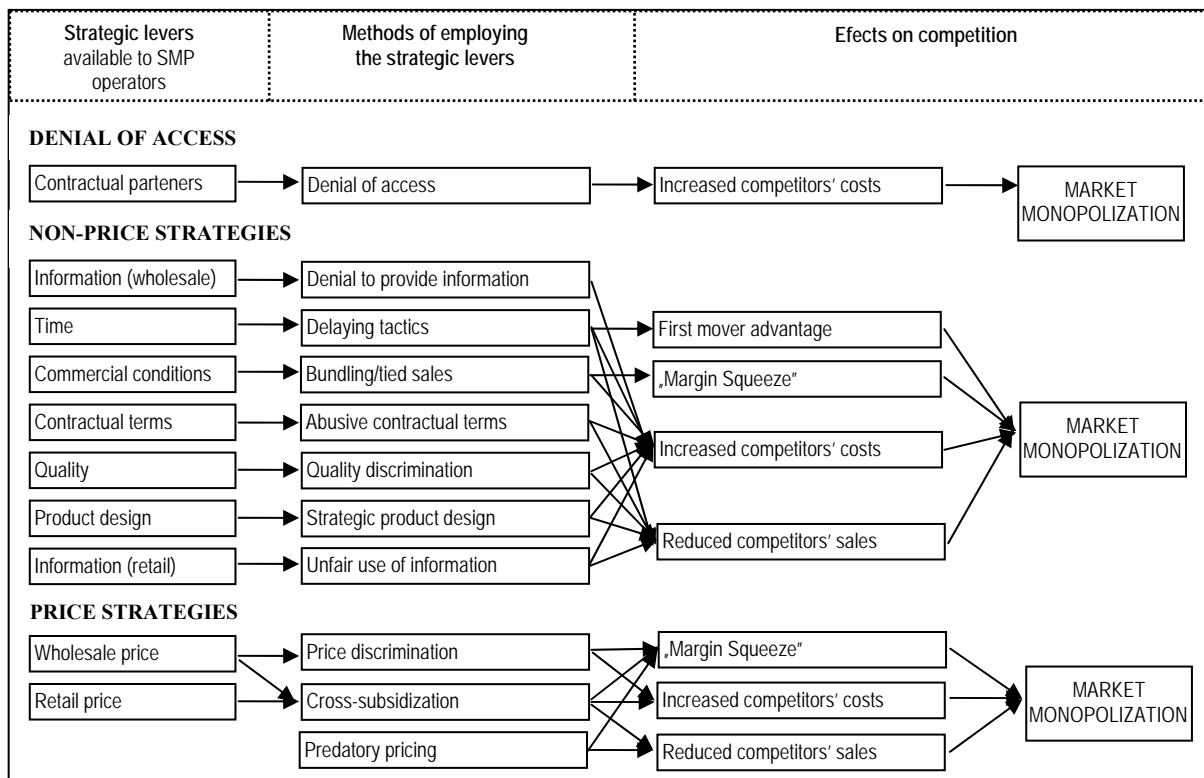 Strategic levers
available to SMP
operators
Methods of employing
the strategic levers
Effects on competition
DENIAL OF ACCESS
Contractual parteners
Denial of access
Increased competitors’ costs
MARKET
MONOPOLIZATION
NON-PRICE STRATEGIES
Information (wholesale)
Denial to provide information
Time
Delaying tactics
First mover advantage
Commercial conditions
Bundling/tied sales
„Margin Squeeze”
Contractual terms
Abusive contractual terms
Increased competitors’ costs
MARKET
MONOPOLIZATION
Quality
Quality discrimination
Product design
Strategic product design
Reduced competitors’ sales
Information (retail)
Unfair use of information
PRICE STRATEGIES
Wholesale price
Price discrimination
„Margin Squeeze”
Retail price
Cross-subsidization
Increased competitors’ costs
MARKET
MONOPOLIZATION
Predatory pricing
Reduced competitors’ sales